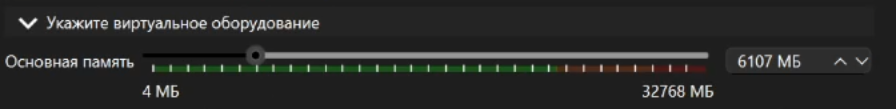 Укажите виртуальное оборудование
Основная память 6107 МБ
4 МБ 32768 МБ